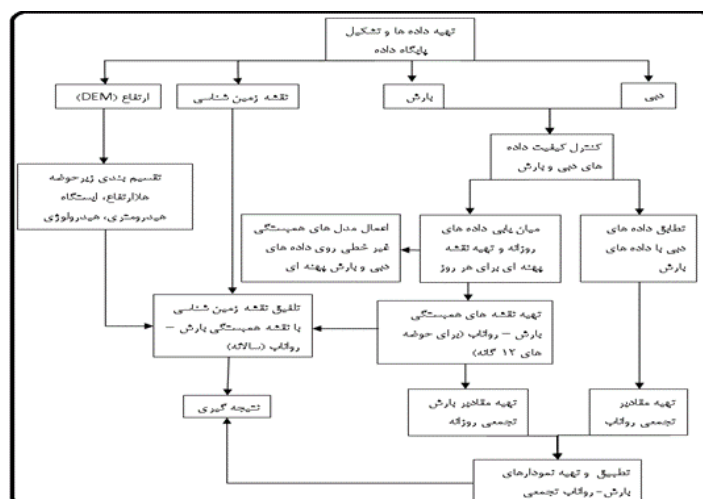 تهیه داده ها و تشکیل
پایگاه داده
دبی
بارش
نقشه زمین شناسی
ارتفاع (DEM)
کنترل کیفیت داده
های دبی و بارش
تقسیم بندی زیرحوضه
ها(ارتفاع، ایستگاه
هیدرومتری، هیدرولوژی
تطابق داده های
دبی با داده های
بارش
میان یابی داده های
روزانه و تهیه نقشه
پهنه ای برای هر روز
اعمال مدل های همبستگی
غیر خطی روی داده های
دبی و بارش پهنه ای
تهیه نقشه های همبستگی
بارش – رواناب (برای حوضه
های ۱۲ گانه)
تلفیق نقشه زمین شناسی
با نقشه همبستگی بارش –
رواناب (سالانه)
تهیه مقادیر
تجمعی رواناب
تهیه مقادیر بارش
تجمعی روزانه
نتیجه گیری
تطبیق و تهیه نمودارهای
بارش-رواناب تجمعی